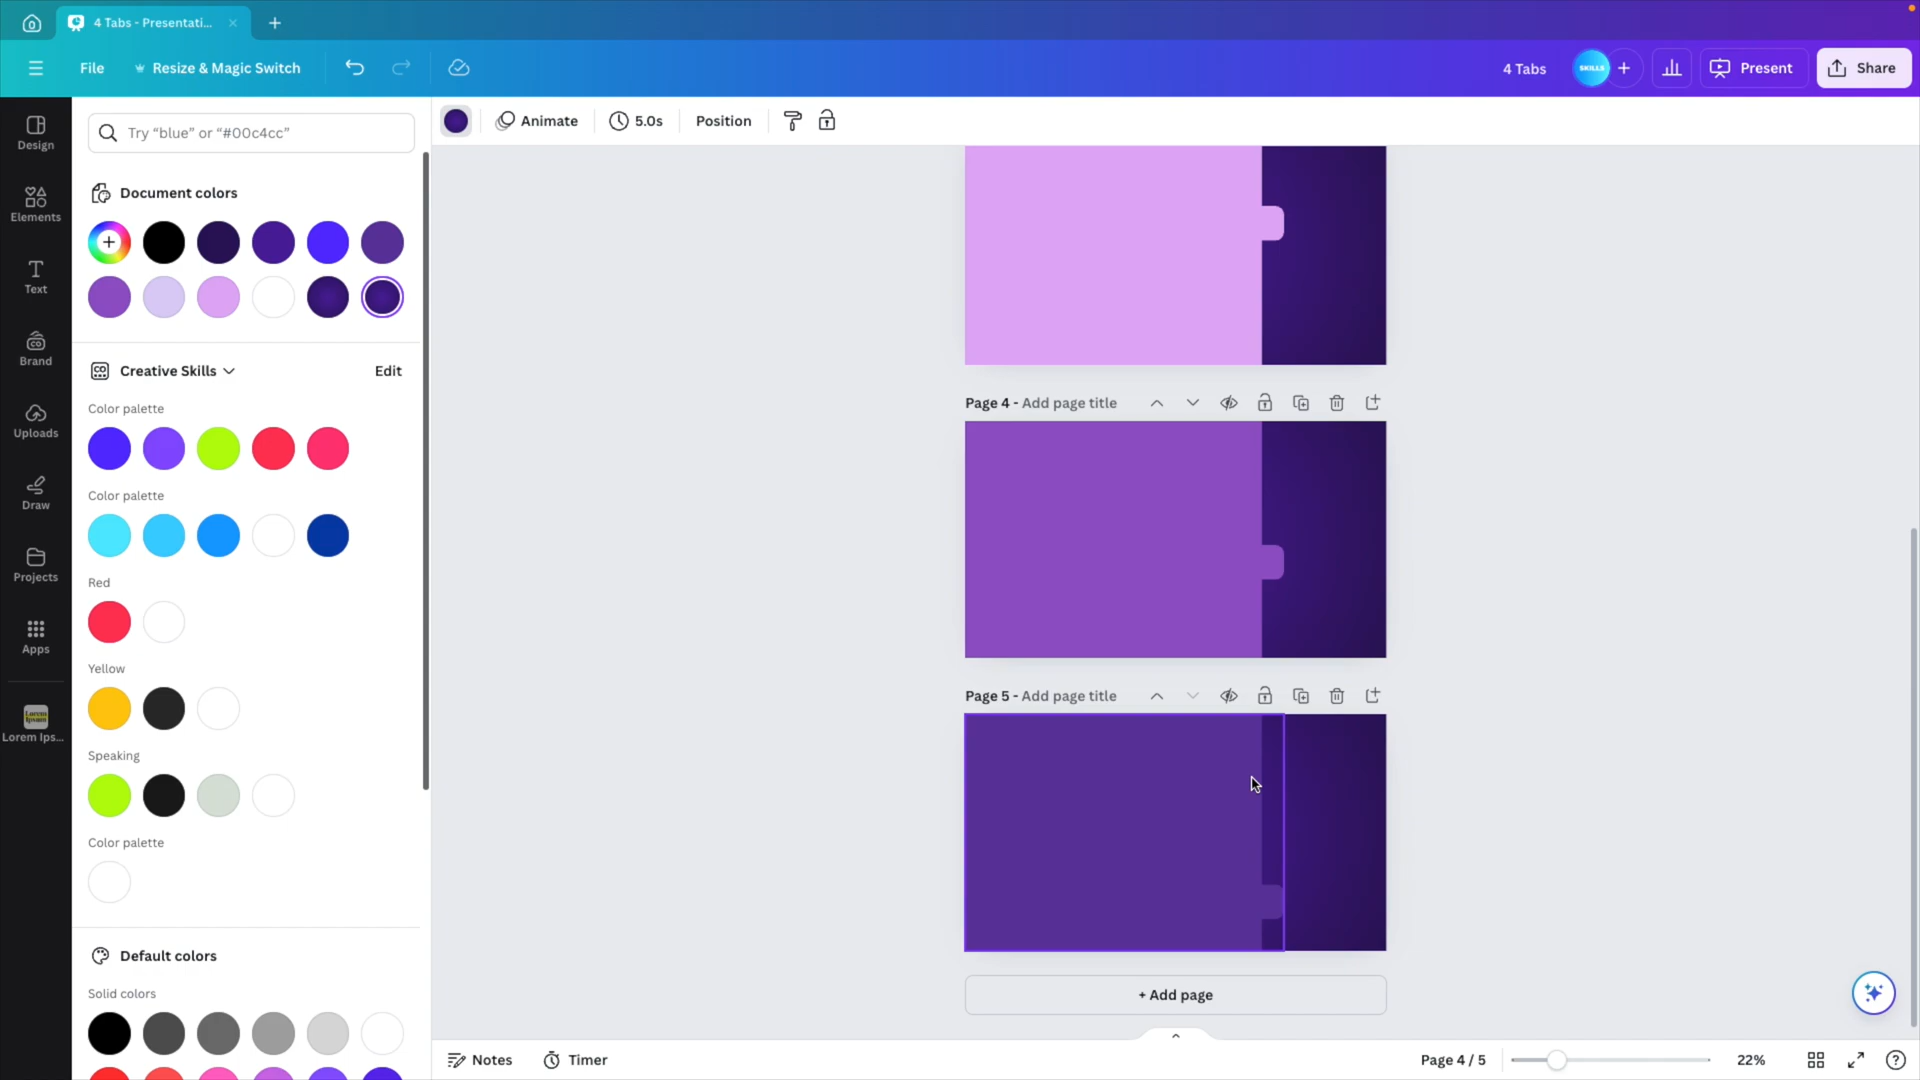 4 Tabs - Presentati...
File
Resize & Magic Switch
4 Tabs
SKILLS
Present
Share
Design
Elements
Text
Brand
Uploads
Draw
Projects
Apps
Lorem Ipsum
Lorem Ips...
Try “blue” or “#00c4cc”
Document colors
Creative Skills
Edit
Color palette
Color palette
Red
Yellow
Speaking
Color palette
Default colors
Solid colors
Animate
5.0s
Position
Page 4 - Add page title
Page 5 - Add page title
+ Add page
Notes
Timer
Page 4 / 5
22%